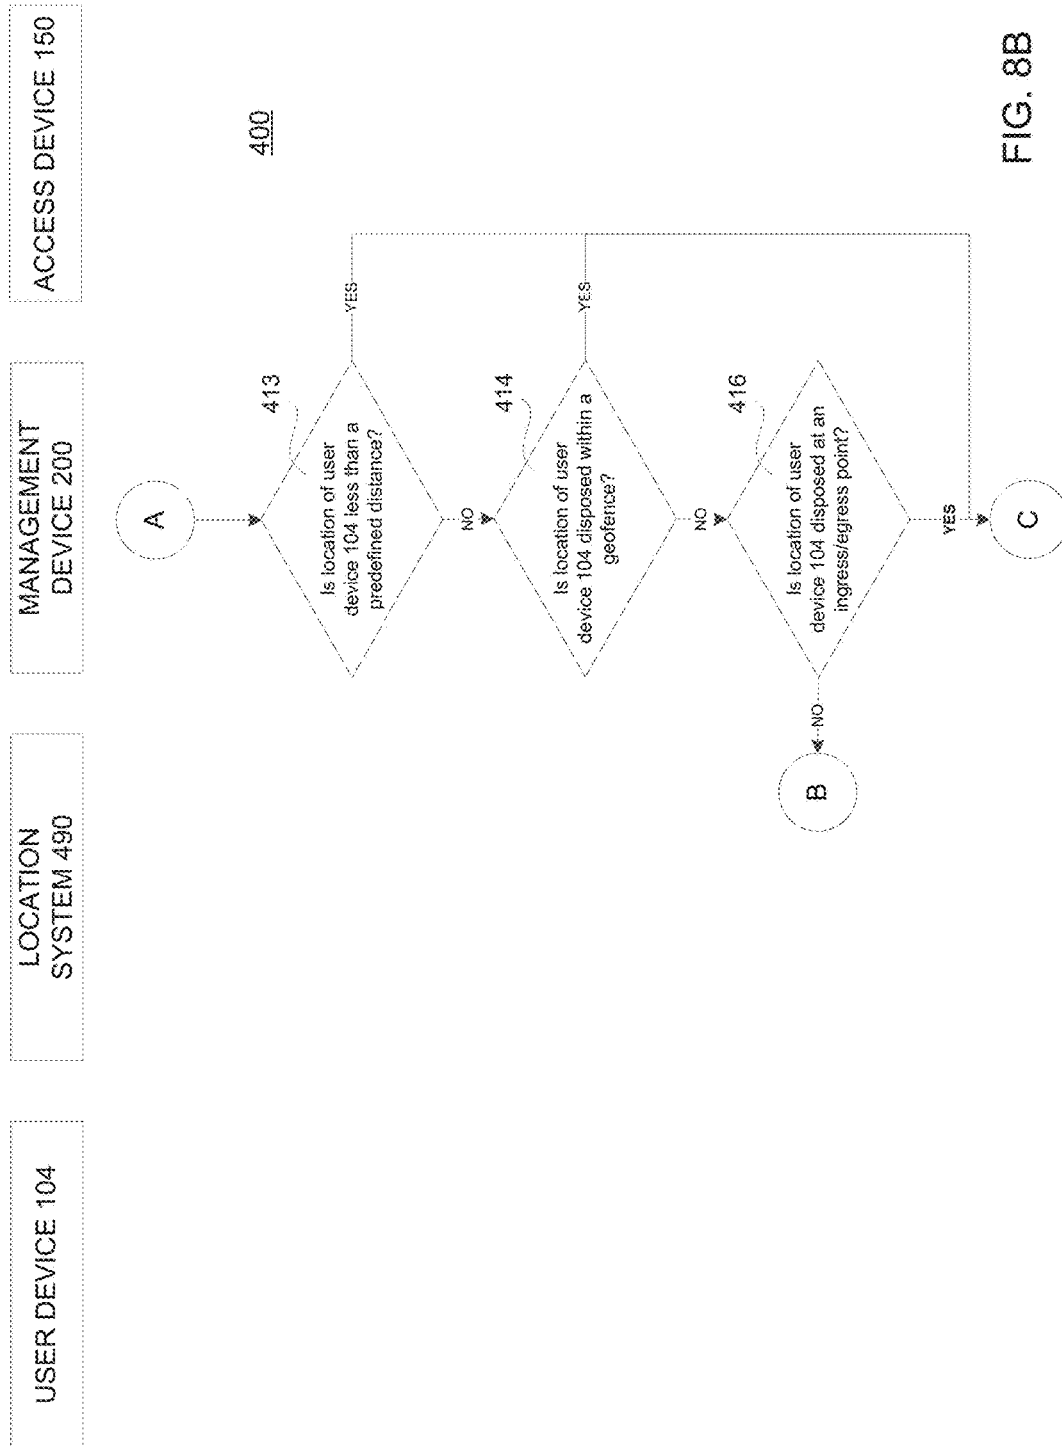 USER DEVICE 104
LOCATION
SYSTEM 490
MANAGEMENT
DEVICE 200
ACCESS DEVICE 150
400
A
413
Is location of user
device 104 less than a
predefined distance?
YES
NO
414
Is location of user
device 104 disposed within a
geofence?
YES
NO
416
Is location of user
device 104 disposed at an
ingress/egress point?
NO
B
YES
C
FIG. 8B